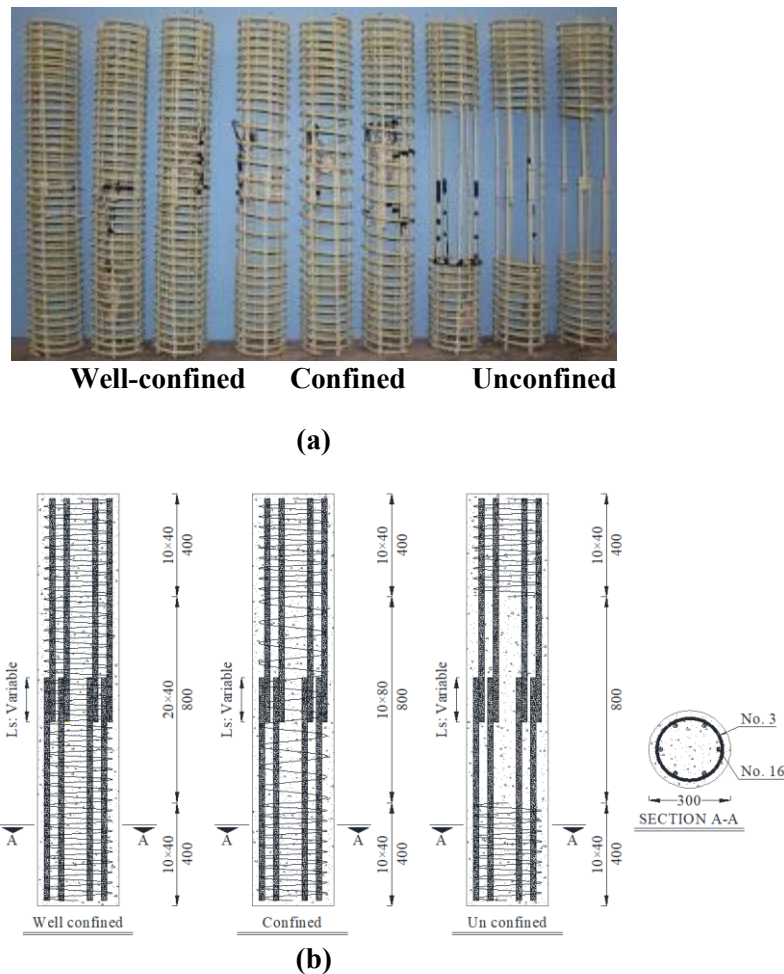 Well-confined Confined Unconfined
(a)
10×40
400
Ls: Variable
20×40
800
A A
10×40
400
Well confined
10×40
400
Ls: Variable
10×80
800
A A
10×40
400
Confined
10×40
400
Ls: Variable
800
A A
10×40
400
Un confined
No. 3
No. 16
300
SECTION A-A
(b)